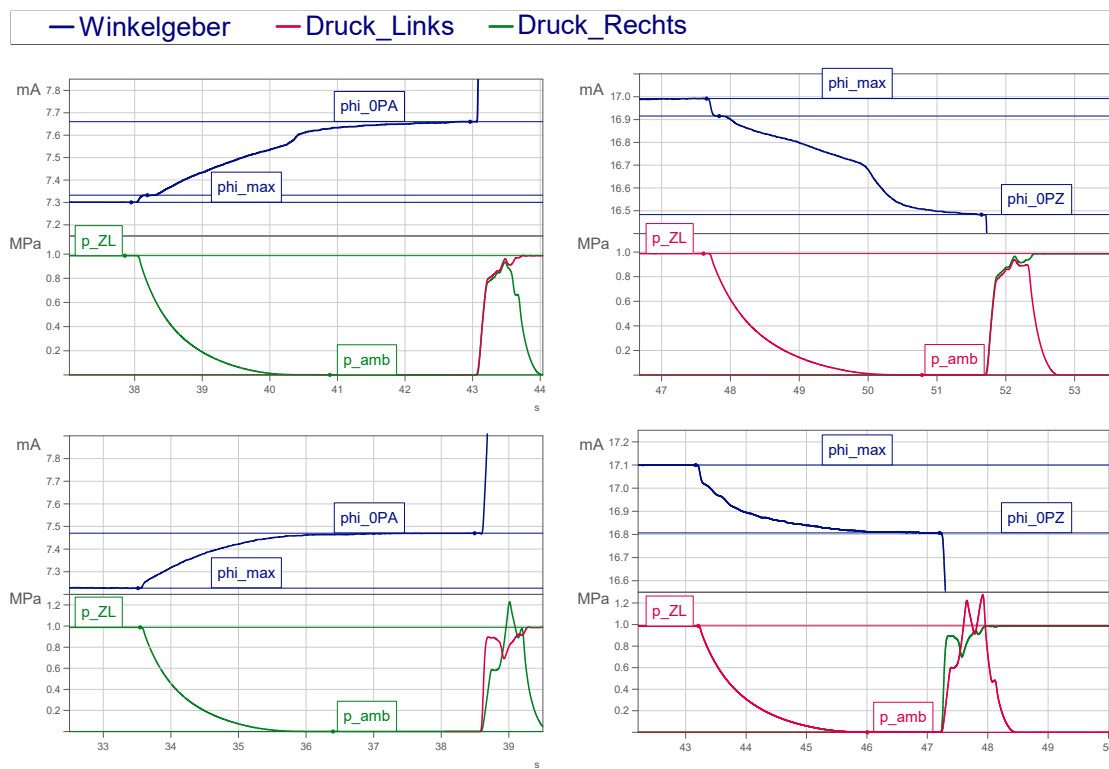 Winkelgeber Druck_Links Druck_Rechts
mA
7.8
7.7
7.6
7.5
7.4
7.3
7.2
phi_0PA
phi_max
MPa
1.0
0.8
0.6
0.4
0.2
p_ZL
p_amb
38 39 40 41 42 43 44
s
mA
17.0
16.9
16.8
16.7
16.6
16.5
phi_max
phi_0PZ
MPa
1.0
0.8
0.6
0.4
0.2
p_ZL
p_amb
47 48 49 50 51 52 53
mA
7.8
7.7
7.6
7.5
7.4
7.3
phi_0PA
phi_max
MPa
1.2
1.0
0.8
0.6
0.4
0.2
p_ZL
p_amb
33 34 35 36 37 38 39
s
mA
17.2
17.1
17.0
16.9
16.8
16.7
16.6
phi_max
phi_0PZ
MPa
1.2
1.0
0.8
0.6
0.4
0.2
p_ZL
p_amb
43 44 45 46 47 48 49